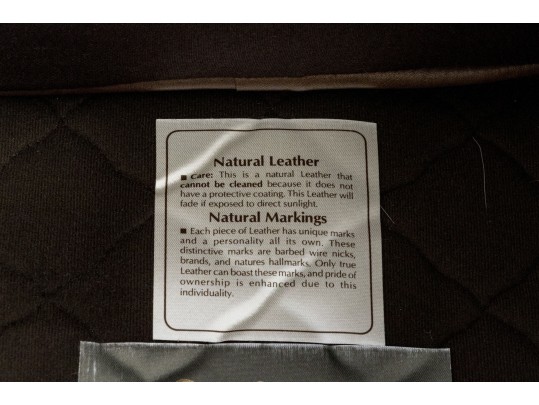 Natural Leather
■ Care: This is a natural Leather that
cannot be cleaned because it does not
have a protective coating. This Leather will
fade if exposed to direct sunlight.
Natural Markings
■ Each piece of Leather has unique marks
and a personality all its own. These
distinctive marks are barbed wire nicks,
brands, and natures hallmarks. Only true
Leather can boast these marks, and pride of
ownership is enhanced due to this
individuality.